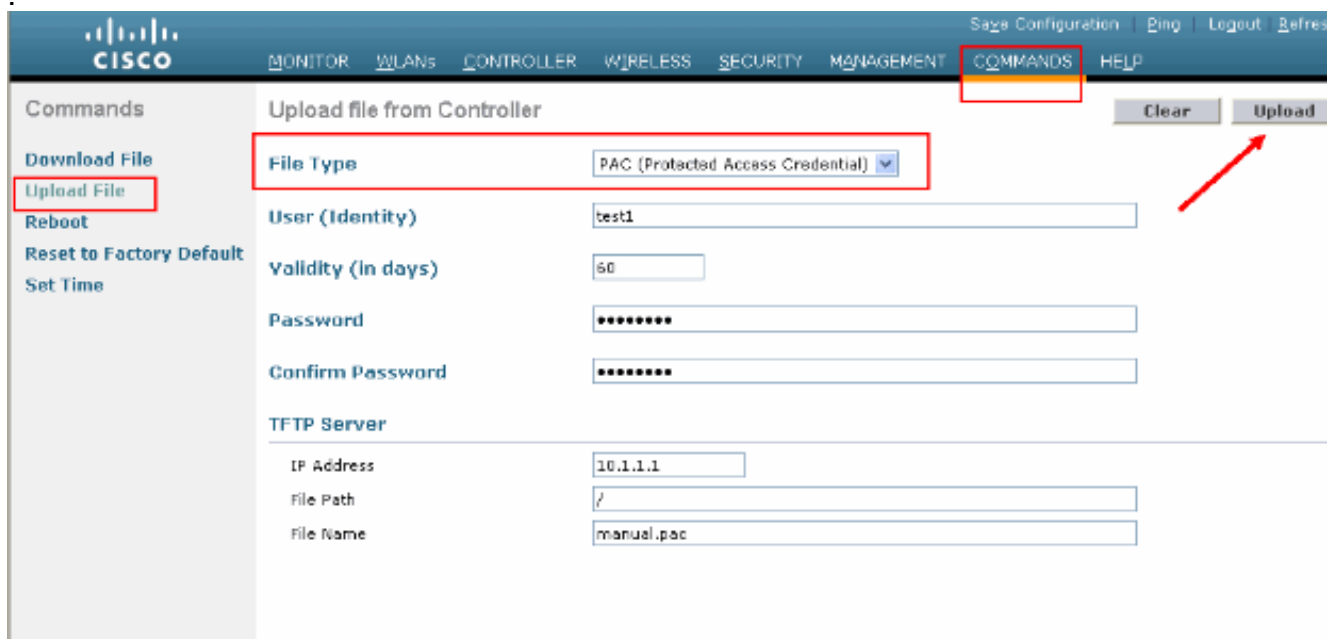 .
Save Configuration | Ping | Logout | Refres
CISCO
MONITOR WLANs CONTROLLER WIRELESS SECURITY MANAGEMENT COMMANDS HELP
Commands
Download File
Upload File
Reboot
Reset to Factory Default
Set Time
Upload file from Controller
Clear Upload
File Type PAC (Protected Access Credential)
User (Identity) test1
Validity (in days) 60
Password ••••••••
Confirm Password ••••••••
TFTP Server
IP Address 10.1.1.1
File Path /
File Name manual.pac